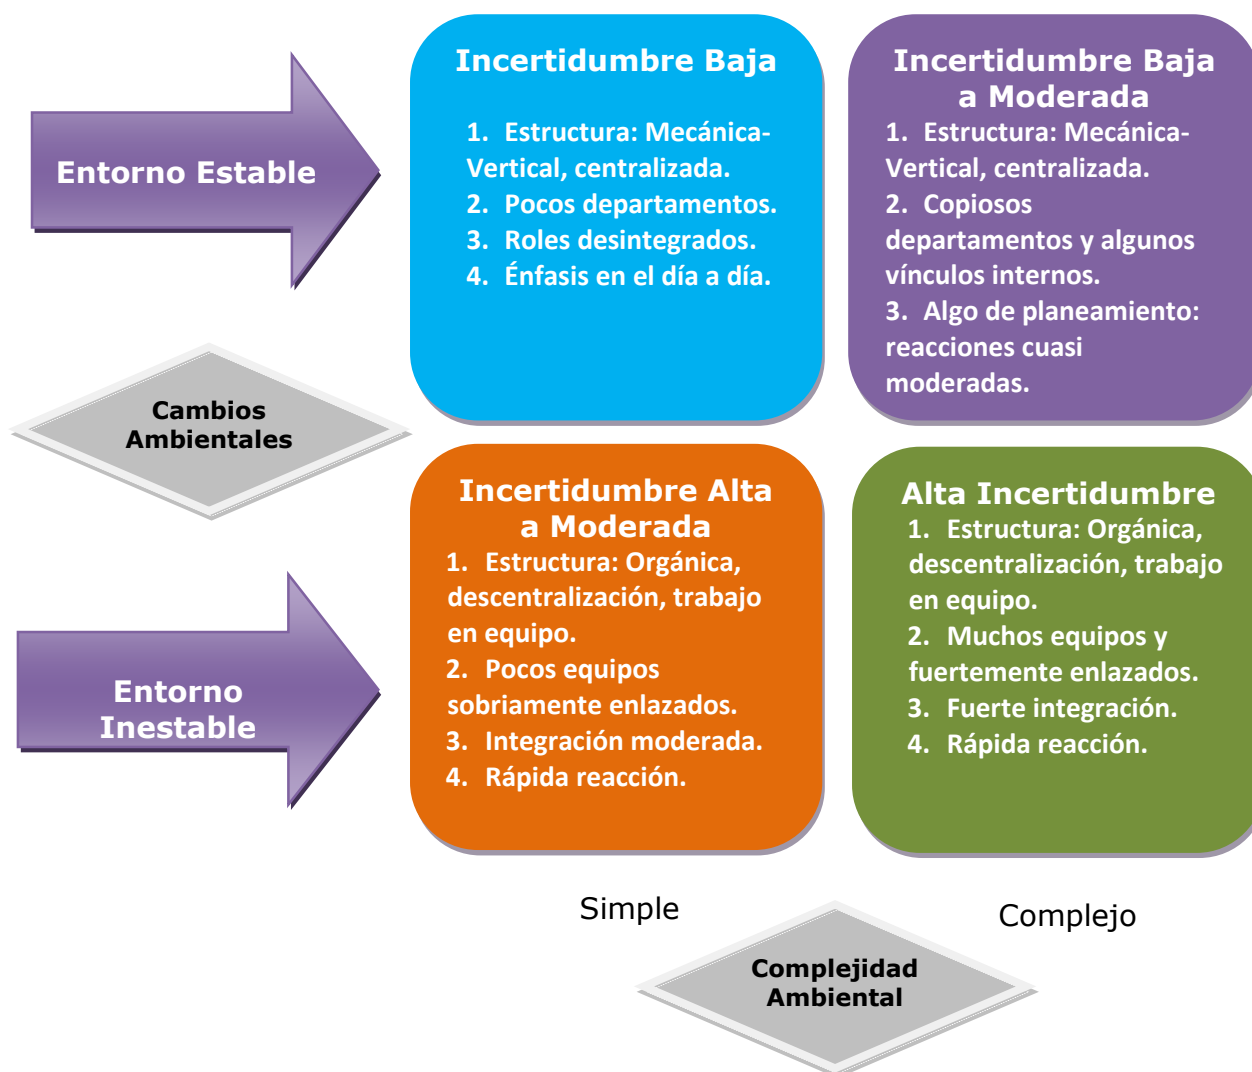 Entorno Estable
Incertidumbre Baja
1. Estructura: Mecánica-
Vertical, centralizada.
2. Pocos departamentos.
3. Roles desintegrados.
4. Énfasis en el día a día.
Incertidumbre Baja
a Moderada
1. Estructura: Mecánica-
Vertical, centralizada.
2. Copiosos
departamentos y algunos
vínculos internos.
3. Algo de planeamiento:
reacciones cuasi
moderadas.
Cambios
Ambientales
Entorno
Inestable
Incertidumbre Alta
a Moderada
1. Estructura: Orgánica,
descentralización, trabajo
en equipo.
2. Pocos equipos
sobriamente enlazados.
3. Integración moderada.
4. Rápida reacción.
Alta Incertidumbre
1. Estructura: Orgánica,
descentralización, trabajo
en equipo.
2. Muchos equipos y
fuertemente enlazados.
3. Fuerte integración.
4. Rápida reacción.
Simple
Complejo
Complejidad
Ambiental